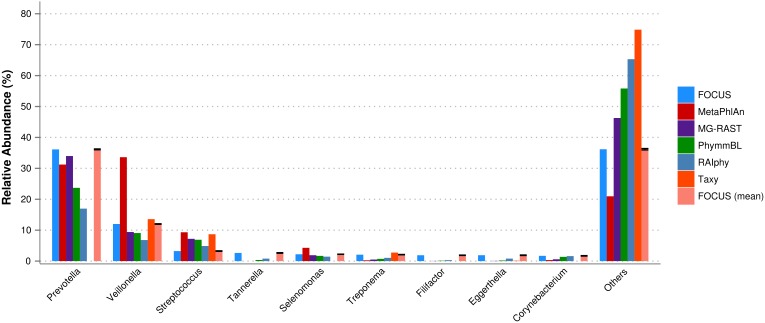 Relative Abundance (%)
80
70
60
50
40
30
20
10
0
Prevotella
Veillonella
Streptococcus
Tannerella
Selenomonas
Treponema
Filifactor
Eggerthella
Corynebacterium
Others
FOCUS
MetaPhlAn
MG-RAST
PhymmBL
RAIphy
Taxy
FOCUS (mean)